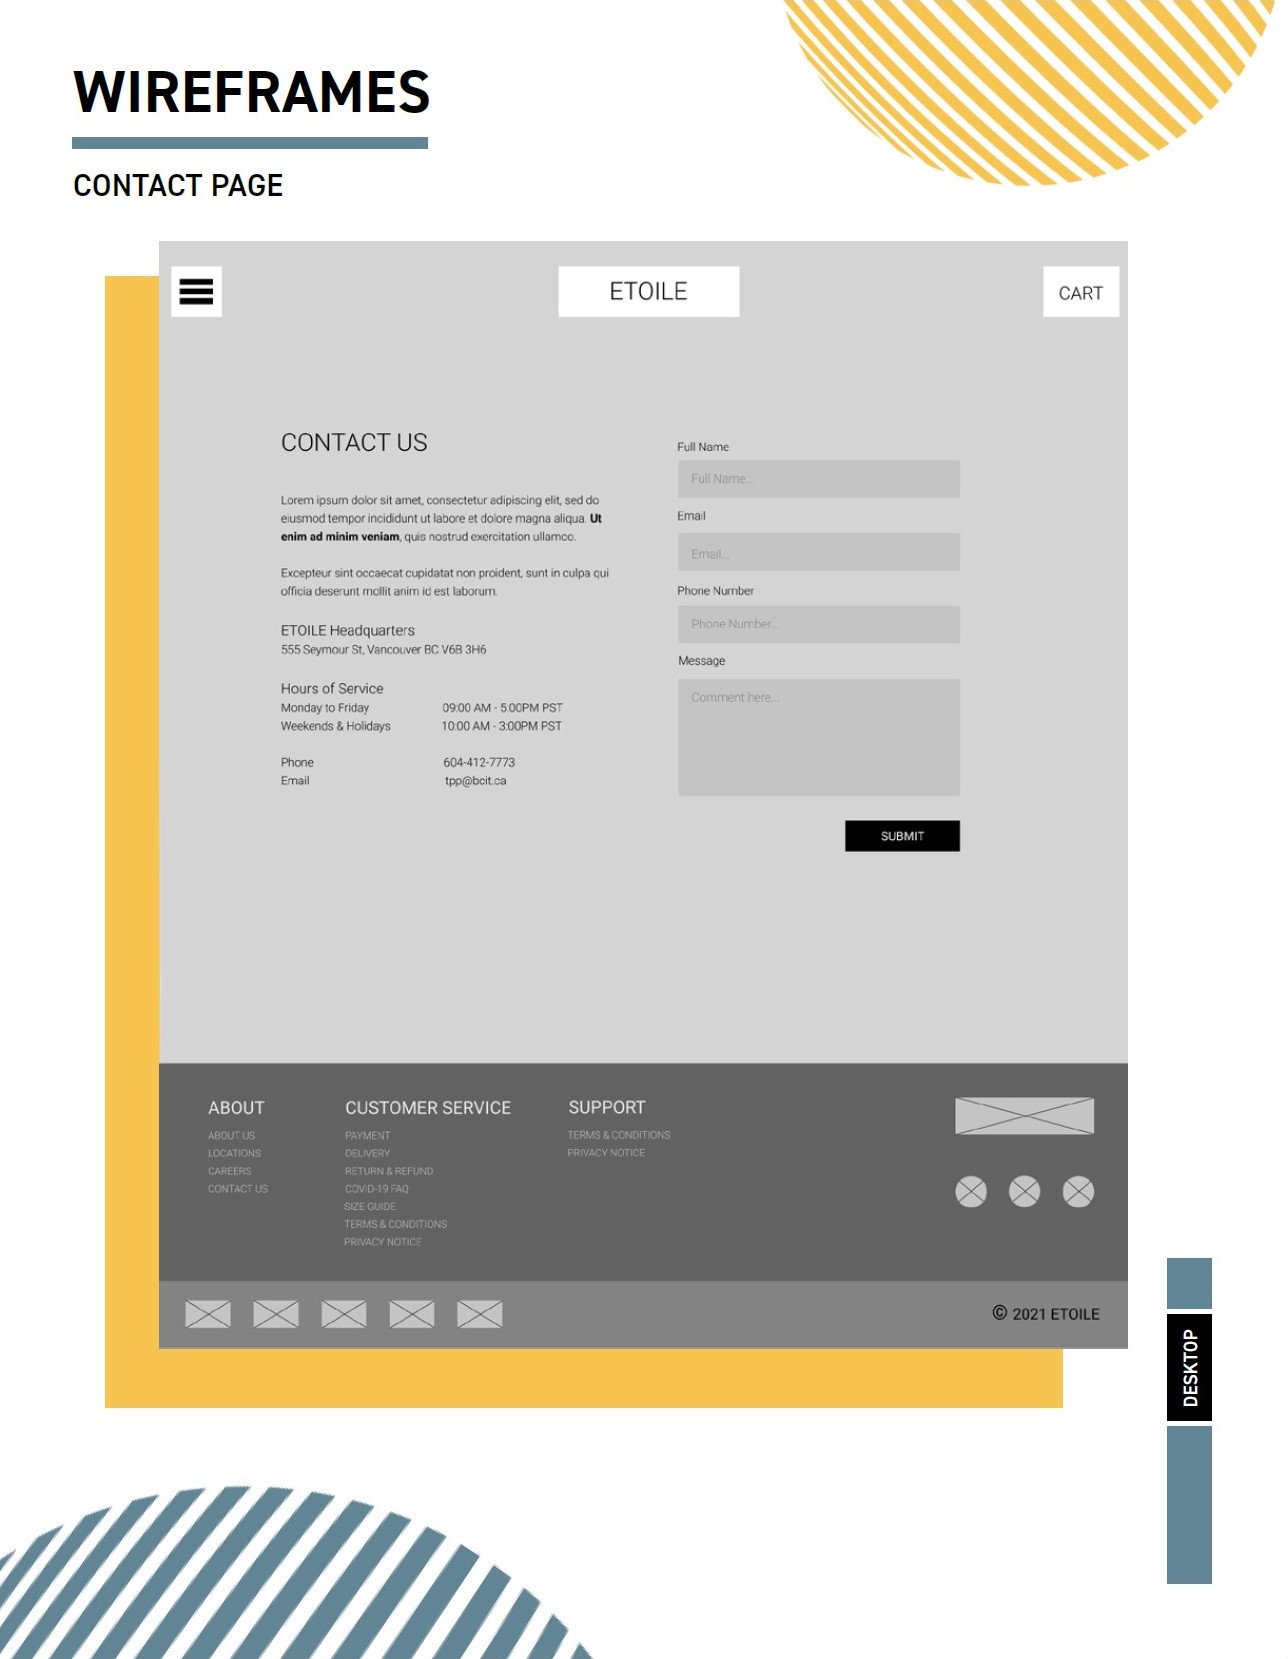 WIREFRAMES
CONTACT PAGE
ETOILE
CART
CONTACT US
Lorem ipsum dolor sit amet, consectetur adipiscing elit, sed do
eiusmod tempor incididunt ut labore et dolore magna aliqua. Ut
enim ad minim veniam, quis nostrud exercitation ullamco.
Excepteur sint occaecat cupidatat non proident, sunt in culpa qui
officia deserunt mollit anim id est laborum.
ETOILE Headquarters
555 Seymour St, Vancouver BC V6B 3H6
Hours of Service
Monday to Friday 09:00 AM - 5:00PM PST
Weekends & Holidays 10:00 AM - 3:00PM PST
Phone 604-412-7773
Email tpp@bcit.ca
Full Name
Full Name...
Email
Email...
Phone Number
Phone Number...
Message
Comment here...
SUBMIT
ABOUT
ABOUT US
LOCATIONS
CAREERS
CONTACT US
CUSTOMER SERVICE
PAYMENT
DELIVERY
RETURN & REFUND
COVID-19 FAQ
SIZE GUIDE
TERMS & CONDITIONS
PRIVACY NOTICE
SUPPORT
TERMS & CONDITIONS
PRIVACY NOTICE
© 2021 ETOILE
DESKTOP